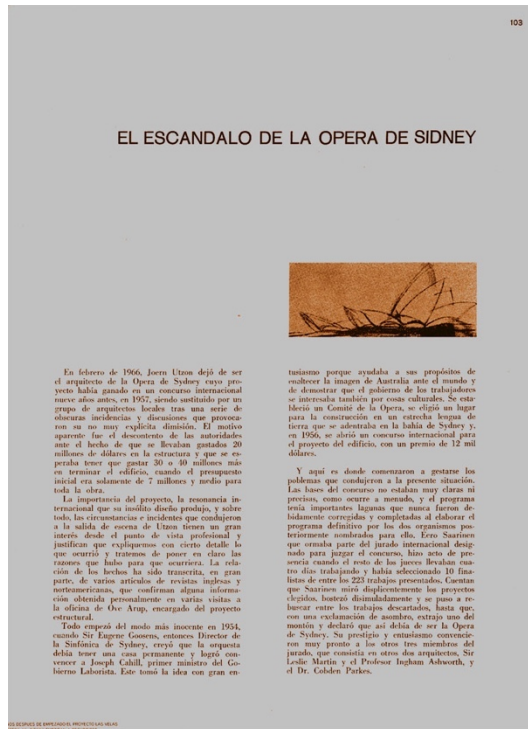 103
EL ESCANDALO DE LA OPERA DE SIDNEY
En febrero de 1966, Joern Utzon dejó de ser
el arquitecto de la Opera de Sydney cuyo pro-
yecto había ganado en un concurso internacional
nueve años antes, en 1957, siendo sustituido por un
grupo de arquitectos locales tras una serie de
obscuras incidencias y discusiones que provoca-
ron su no muy explícita dimisión. El motivo
aparente fue el descontento de las autoridades
ante el hecho de que se llevaban gastados 20
millones de dólares en la estructura y que se es-
peraba tener que gastar 30 o 40 millones más
en terminar el edificio, cuando el presupuesto
inicial era solamente de 7 millones y medio para
toda la obra.
La importancia del proyecto, la resonancia in-
ternacional que su insólito diseño produjo, y sobre
todo, las circunstancias e incidentes que condujeron
a la salida de escena de Utzon tienen un gran
interés desde el punto de vista profesional y
justifican que expliquemos con cierto detalle lo
que ocurrió y tratemos de poner en claro las
razones que hubo para que ocurriera. La rela-
ción de los hechos ha sido transcrita, en gran
parte, de varios artículos de revistas inglesas y
norteamericanas, que confirman alguna informa-
ción obtenida personalmente en varias visitas a
la oficina de Ove Arup, encargado del proyecto
estructural.
Todo empezó del modo más inocente en 1954,
cuando Sir Eugene Goosens, entonces Director de
la Sinfónica de Sydney, creyó que la orquesta
debía tener una casa permanente y logró con-
vencer a Joseph Cahill, primer ministro del Go-
bierno Laborista. Este tomó la idea con gran en-
tusiasmo porque ayudaba a sus propósitos de
enaltecer la imagen de Australia ante el mundo y
de demostrar que el gobierno de los trabajadores
se interesaba también por cosas culturales. Se esta-
bleció un Comité de la Opera, se eligió un lugar
para la construcción en una estrecha lengua de
tierra que se adentraba en la bahía de Sydney y,
en 1956, se abrió un concurso internacional para
el proyecto del edificio, con un premio de 12 mil
dólares.
Y aquí es donde comenzaron a gestarse los
poblemas que condujeron a la presente situación.
Las bases del concurso no estaban muy claras ni
precisas, como ocurre a menudo, y el programa
tenía importantes lagunas que nunca fueron de-
bidamente corregidas y completadas al elaborar el
programa definitivo por los dos organismos pos-
teriormente nombrados para ello. Eero Saarinen
que ormaba parte del jurado internacional desig-
nado para juzgar el concurso, hizo acto de pre-
sencia cuando el resto de los jueces llevaban cua-
tro días trabajando y había seleccionado 10 fina-
listas de entre los 223 trabajos presentados. Cuentan
que Saarinen miró displicentemente los proyectos
elegidos, bostezó disimuladamente y se puso a re-
buscar entre los trabajos descartados, hasta que,
con una exclamación de asombro, extrajo uno del
montón y declaró que así debía de ser la Opera
de Sydney. Su prestigio y entusiasmo convencie-
ron muy pronto a los otros tres miembros del
jurado, que consistía en otros dos arquitectos, Sir
Leslie Martin y el Profesor Ingham Ashworth, y
el Dr. Cobden Parkes.
DESPUES DE EMPEZADO EL PROYECTO LAS VELAS